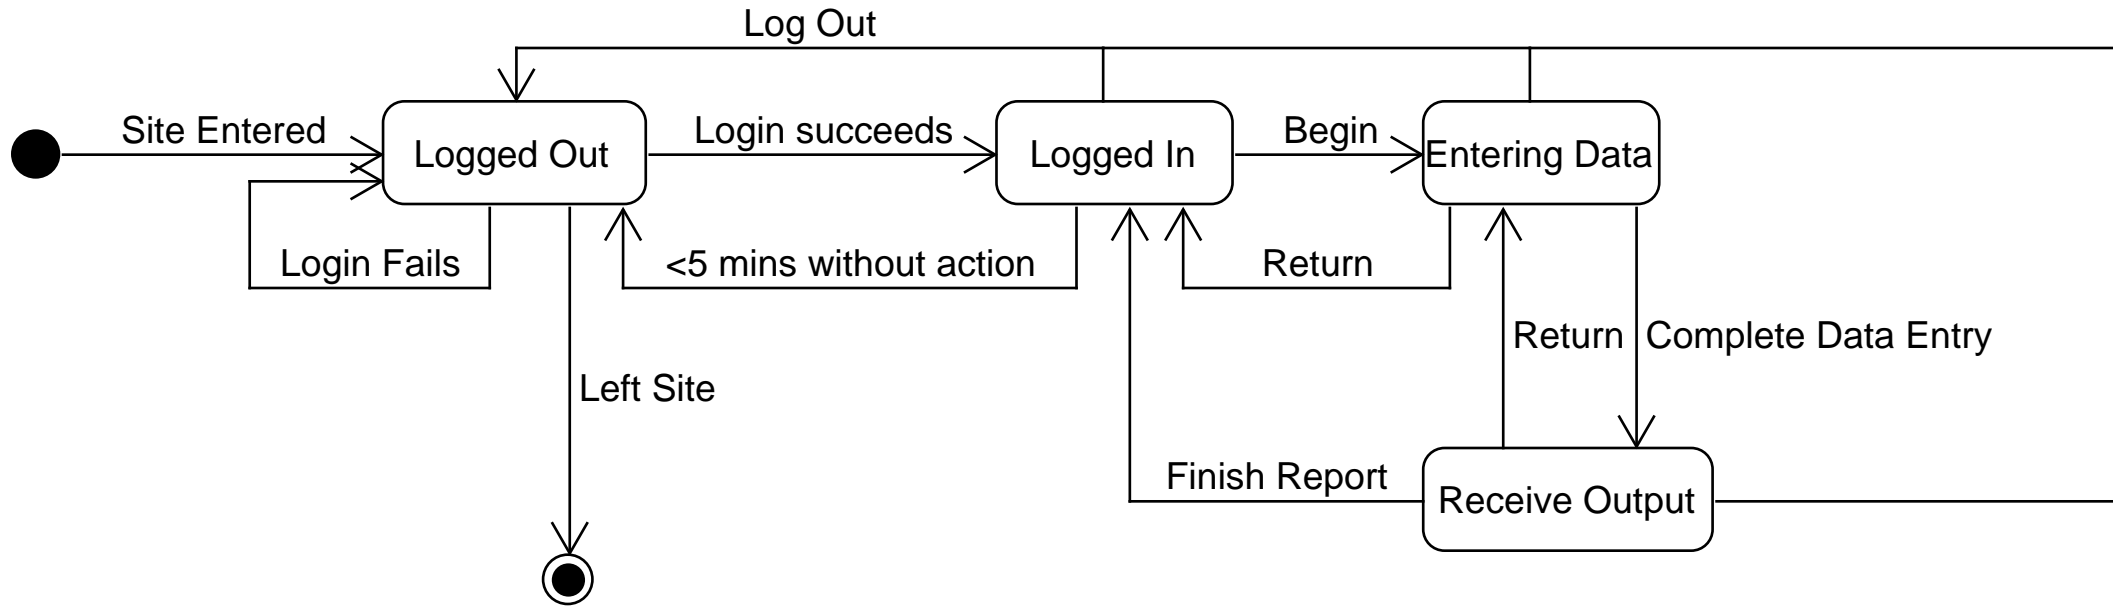 Log Out
Site Entered
Logged Out
Login succeeds
Logged In
Begin
Entering Data
Login Fails
<5 mins without action
Return
Return
Complete Data Entry
Left Site
Finish Report
Receive Output